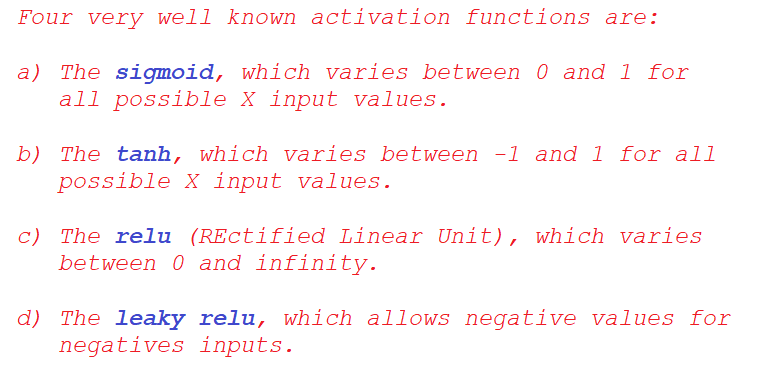 Four very well known activation functions are:
a) The sigmoid, which varies between 0 and 1 for
all possible X input values.
b) The tanh, which varies between -1 and 1 for all
possible X input values.
c) The relu (REctified Linear Unit), which varies
between 0 and infinity.
d) The leaky relu, which allows negative values for
negatives inputs.